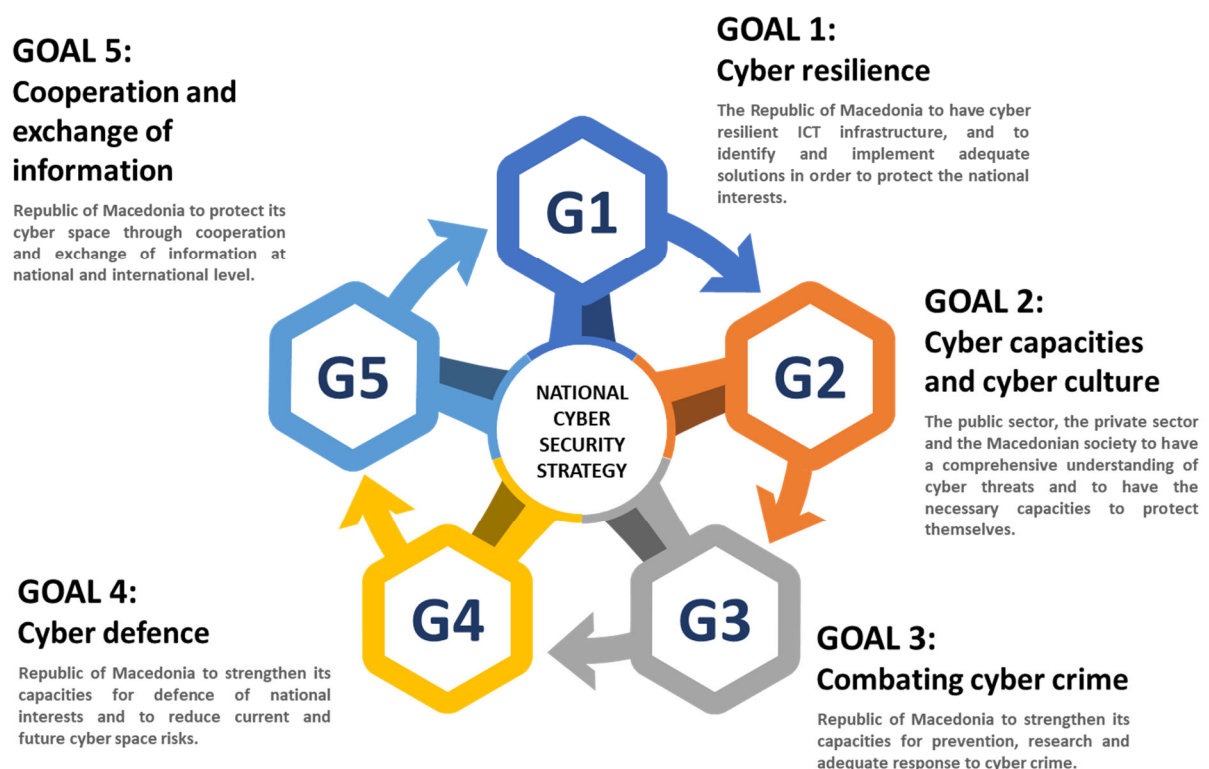 GOAL 1:
Cyber resilience
The Republic of Macedonia to have cyber
resilient ICT infrastructure, and to
identify and implement adequate
solutions in order to protect the national
interests.
GOAL 2:
Cyber capacities
and cyber culture
The public sector, the private sector
and the Macedonian society to have
a comprehensive understanding of
cyber threats and to have the
necessary capacities to protect
themselves.
GOAL 3:
Combating cyber crime
Republic of Macedonia to strengthen its
capacities for prevention, research and
adequate response to cyber crime.
GOAL 4:
Cyber defence
Republic of Macedonia to strengthen its
capacities for defence of national
interests and to reduce current and
future cyber space risks.
GOAL 5:
Cooperation and
exchange of
information
Republic of Macedonia to protect its
cyber space through cooperation
and exchange of information at
national and international level.
G1
G2
G3
G4
G5
NATIONAL
CYBER
SECURITY
STRATEGY